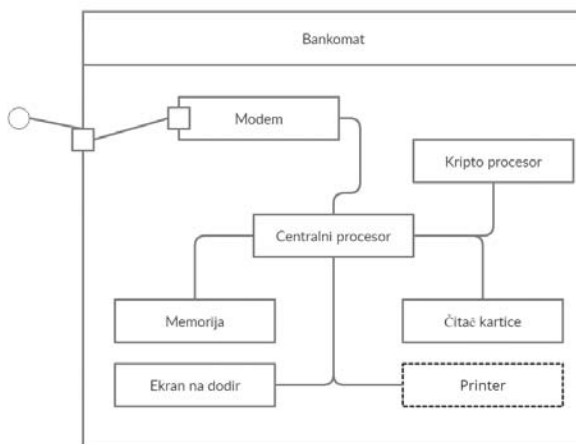 Bankomat
Modem
Kripto procesor
Centralni procesor
Memorija
Čitač kartice
Ekran na dodir
Printer